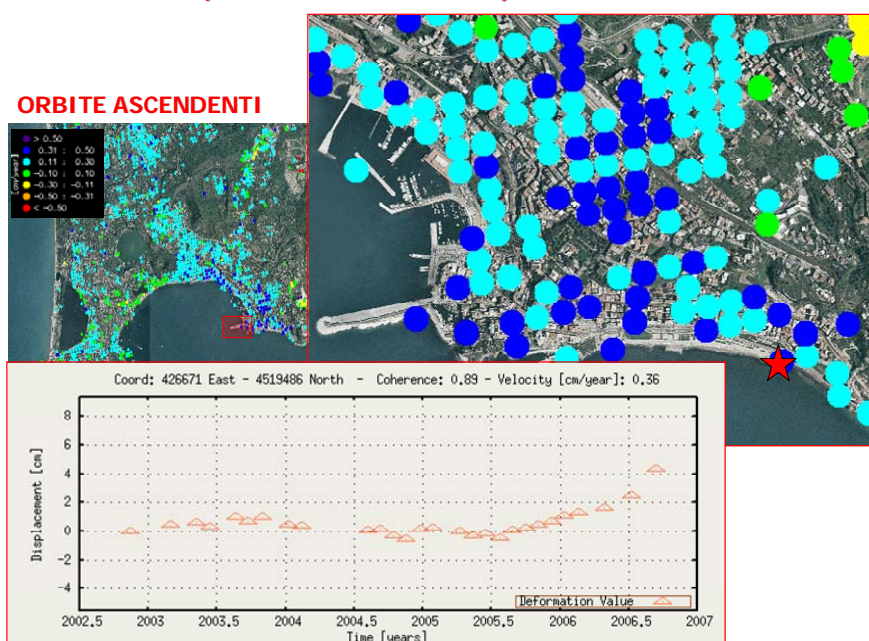 ORBITE ASCENDENTI
> 0.50
0.31 : 0.50
0.11 : 0.30
-0.10 : 0.10
-0.30 : -0.11
-0.50 : -0.31
< -0.50
[cm/year]
Coord: 426671 East - 4519486 North - Coherence: 0.89 - Velocity [cm/year]: 0.36
Displacement [cm]
8
6
4
2
0
-2
-4
Deformation Value
2002.5 2003 2003.5 2004 2004.5 2005 2005.5 2006 2006.5 2007
Time [years]